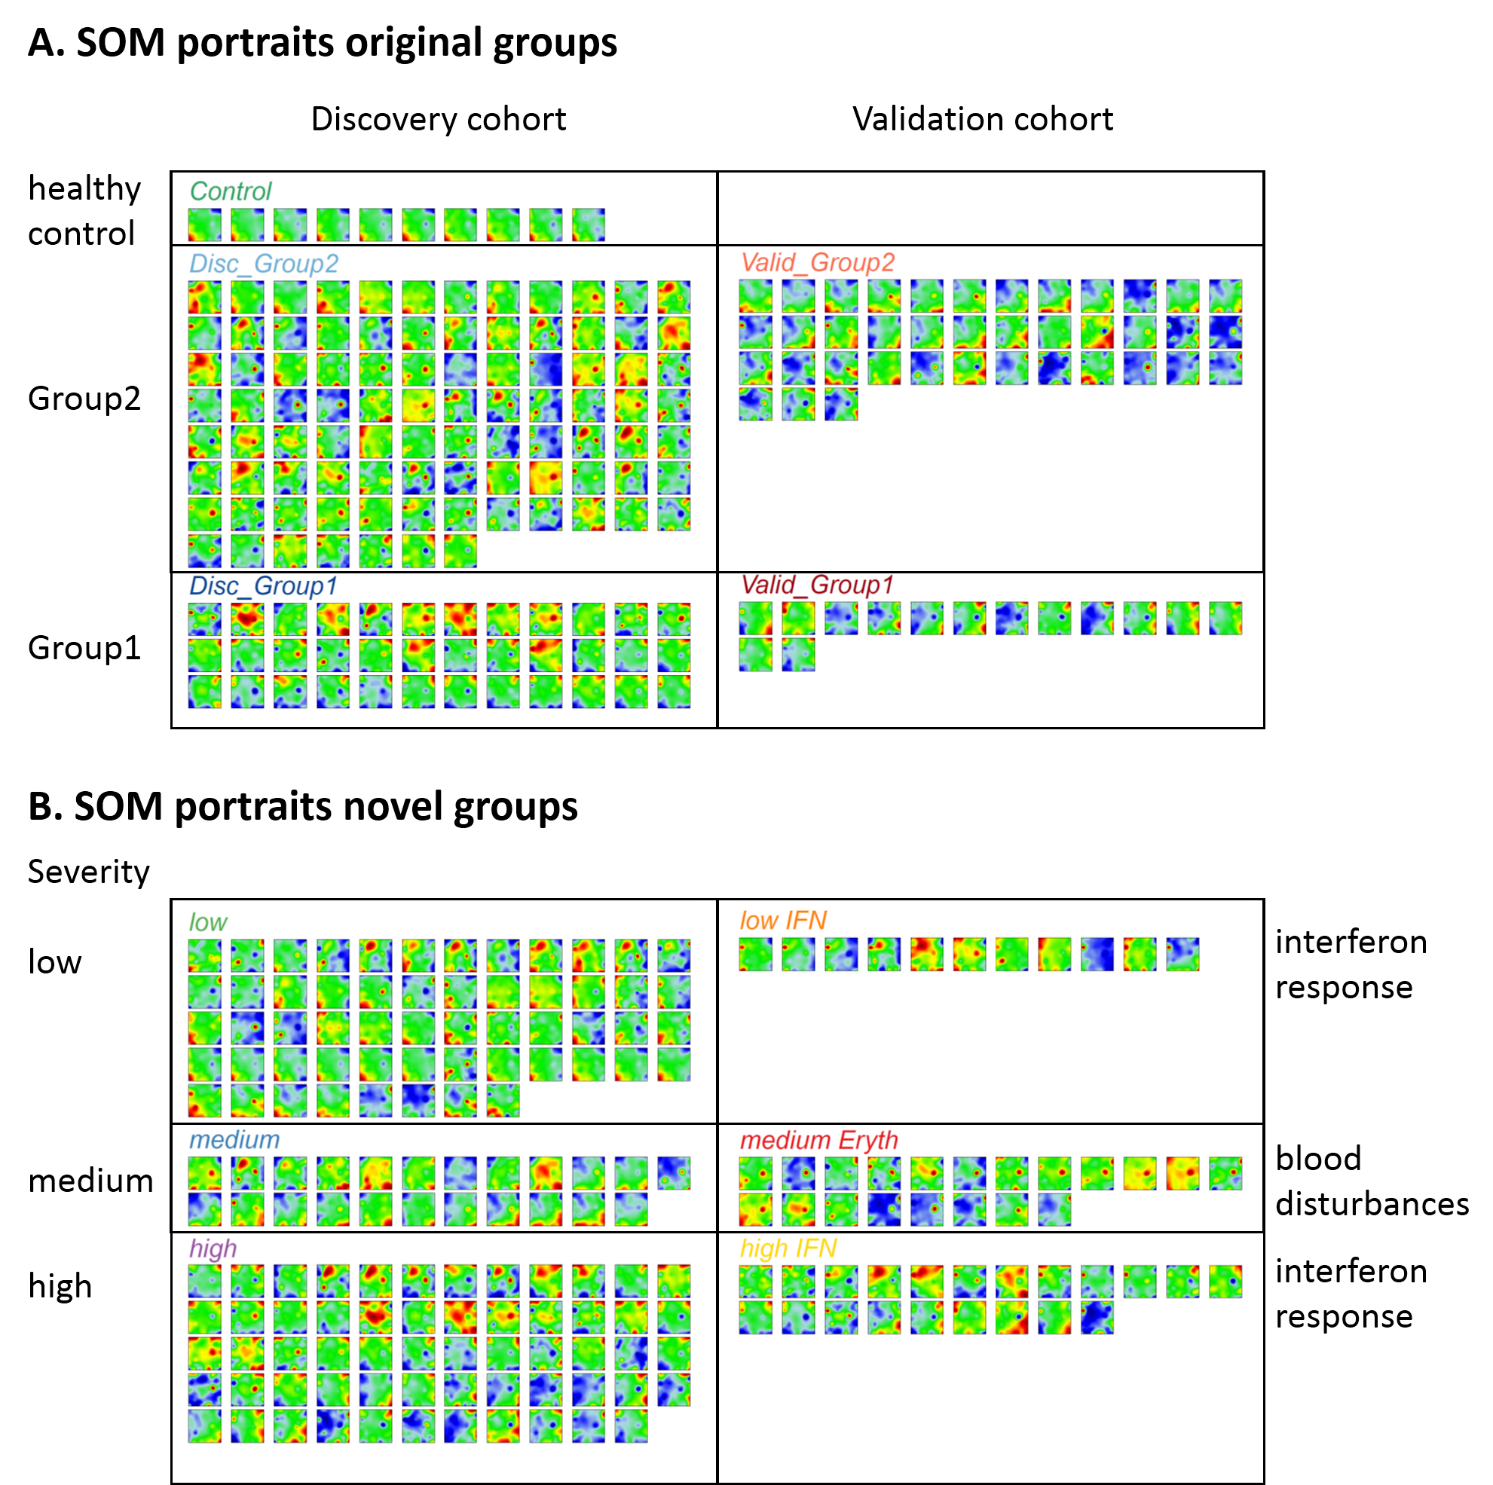 A. SOM portraits original groups
Discovery cohort
Validation cohort
healthy
control
Control
Group2
Disc_Group2
Valid_Group2
Group1
Disc_Group1
Valid_Group1
B. SOM portraits novel groups
Severity
low
low
low IFN
interferon
response
medium
medium
medium Eryth
blood
disturbances
high
high
high IFN
interferon
response